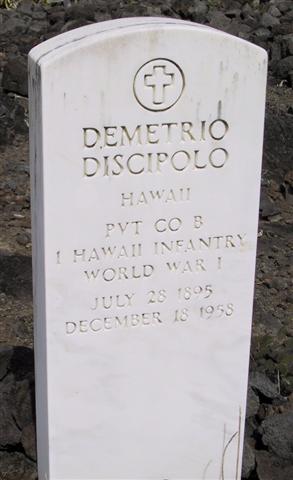 DEMETRIO
DISCIPOLO
HAWAII
PVT CO B
1 HAWAII INFANTRY
WORLD WAR I
JULY 28 1895
DECEMBER 18 1958